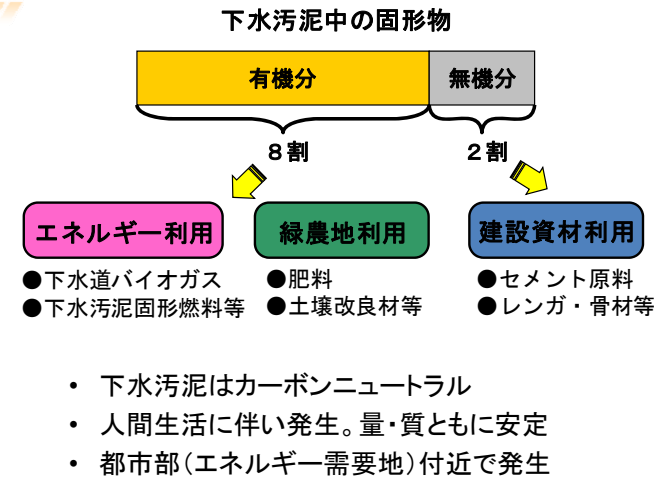 下水汚泥中の固形物
有機分 無機分
8割 2割
エネルギー利用 緑農地利用 建設資材利用
●下水道バイオガス ●肥料 ●セメント原料
●下水汚泥固形燃料等 ●土壌改良材等 ●レンガ・骨材等
• 下水汚泥はカーボンニュートラル
• 人間生活に伴い発生。量・質ともに安定
• 都市部（エネルギー需要地）付近で発生